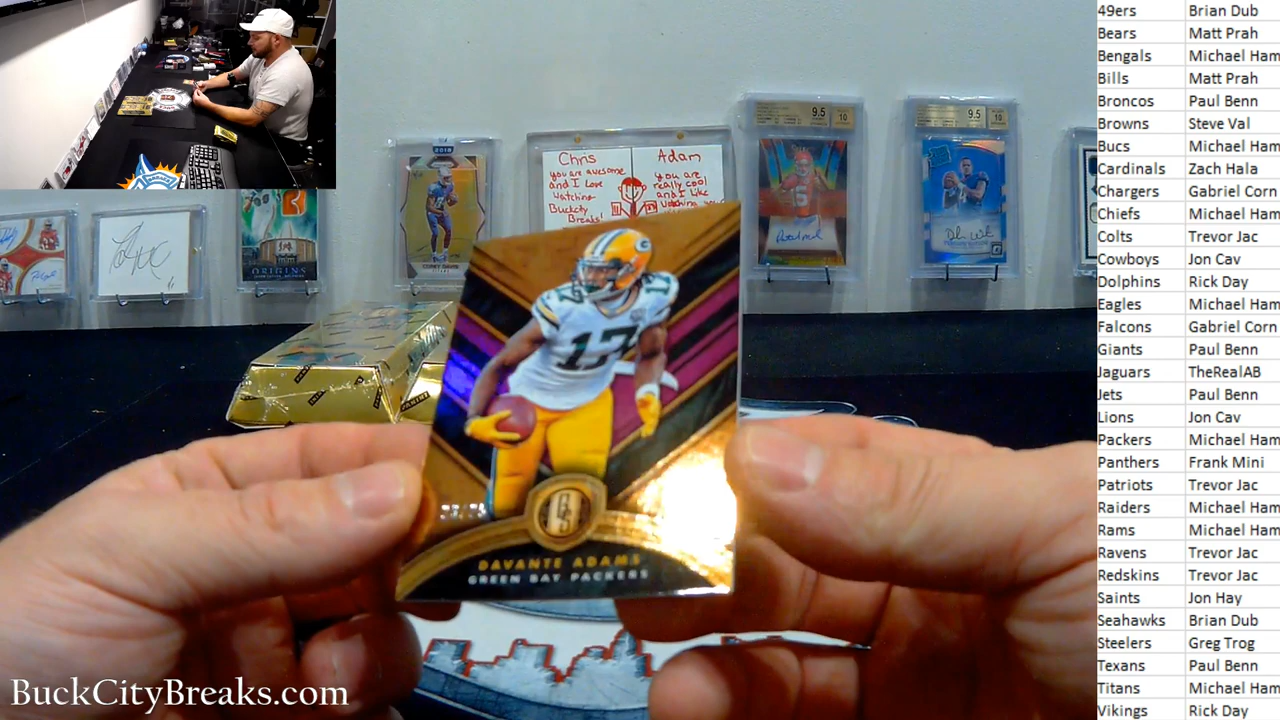 49ers Brian Dub
Bears Matt Prah
Bengals Michael Ham
Bills Matt Prah
Broncos Paul Benn
Browns Steve Val
Bucs Michael Ham
Cardinals Zach Hala
Chargers Gabriel Corn
Chiefs Michael Ham
Colts Trevor Jac
Cowboys Jon Cav
Dolphins Rick Day
Eagles Michael Ham
Falcons Gabriel Corn
Giants Paul Benn
Jaguars TheRealAB
Jets Paul Benn
Lions Jon Cav
Packers Michael Ham
Panthers Frank Mini
Patriots Trevor Jac
Raiders Michael Ham
Rams Michael Ham
Ravens Trevor Jac
Redskins Trevor Jac
Saints Jon Hay
Seahawks Brian Dub
Steelers Greg Trog
Texans Paul Benn
Titans Michael Ham
Vikings Rick Day
2018
Chris
you are awesome
and I Love
Watching
Buckcity
Breaks!
Adam
you are
really cool
and I like
9.5
10
9.5
10
ORIGINS
PANINI
17
17
G
DAVANTE ADAMS
GREEN BAY PACKERS
BuckCityBreaks.com